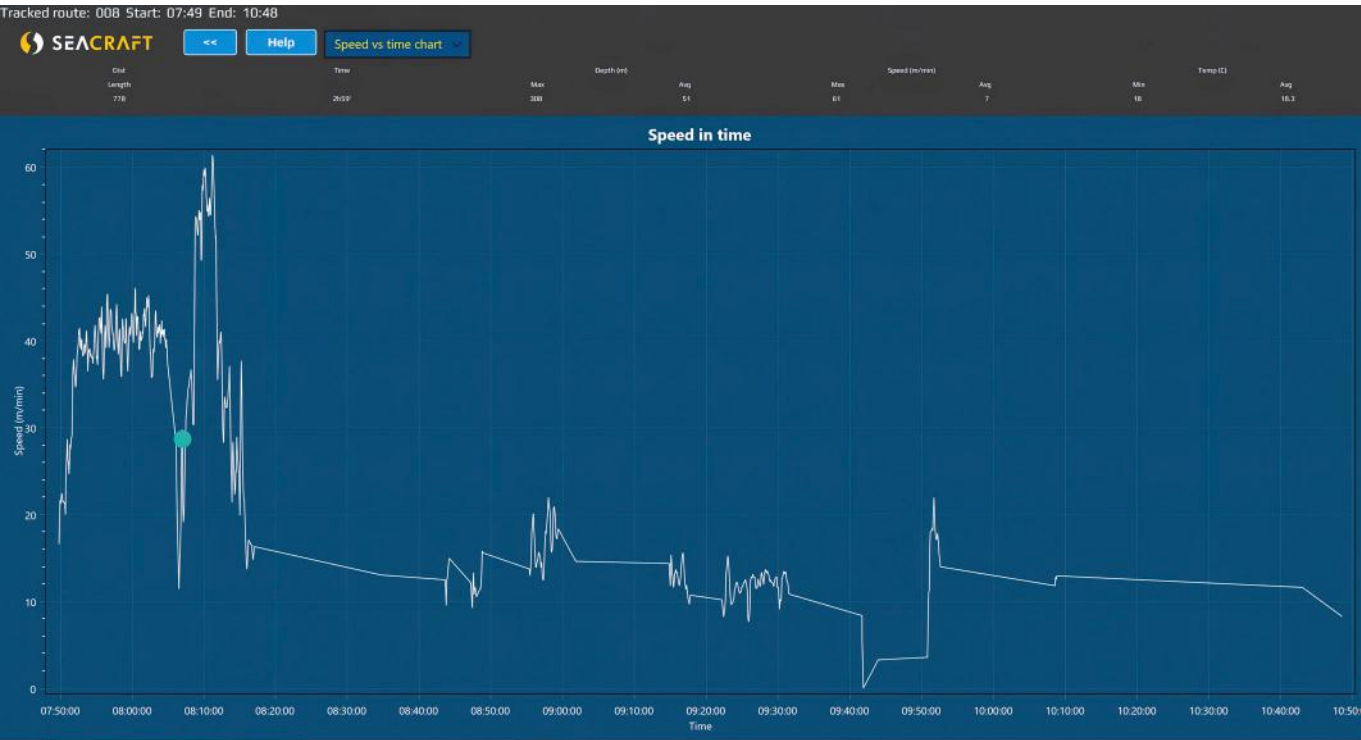 Tracked route: 008 Start: 07:49 End: 10:48
SEACRAFT << Help Speed vs time chart
Dist Time Depth (m) Speed (m/min) Temp (C)
Length Max Avg Max Avg Min Avg
778 2h59' 308 51 61 7 18 18.3
Speed in time
60
50
40
30
20
10
0
Speed (m/min)
07:50:00 08:00:00 08:10:00 08:20:00 08:30:00 08:40:00 08:50:00 09:00:00 09:10:00 09:20:00 09:30:00 09:40:00 09:50:00 10:00:00 10:10:00 10:20:00 10:30:00 10:40:00 10:50:
Time